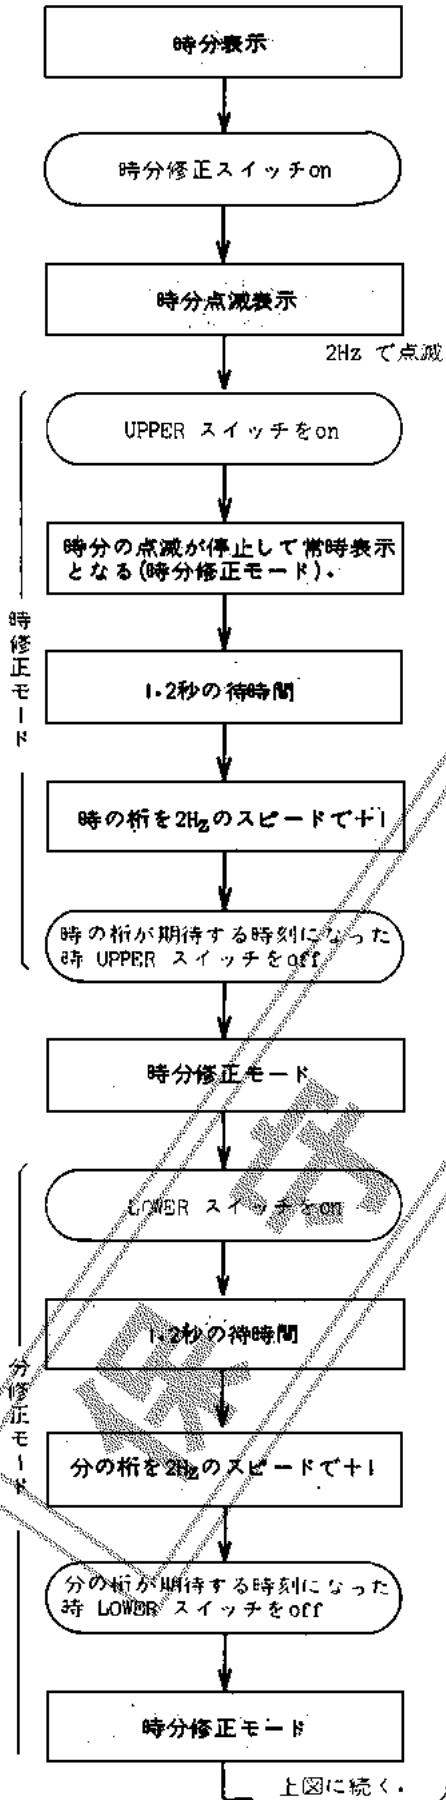 時分表示
時分修正スイッチon
時分点滅表示
2Hz で点滅
時修正モード
UPPER スイッチをon
時分の点滅が停止して常時表示
となる(時分修正モード).
1.2秒の待時間
時の桁を2Hzのスピードで+1
時の桁が期待する時刻になった
時 UPPER スイッチをoff
時分修正モード
分修正モード
LOWER スイッチをon
1.2秒の待時間
分の桁を2Hzのスピードで+1
分の桁が期待する時刻になった
時 LOWER スイッチをoff
時分修正モード
上図に続く.